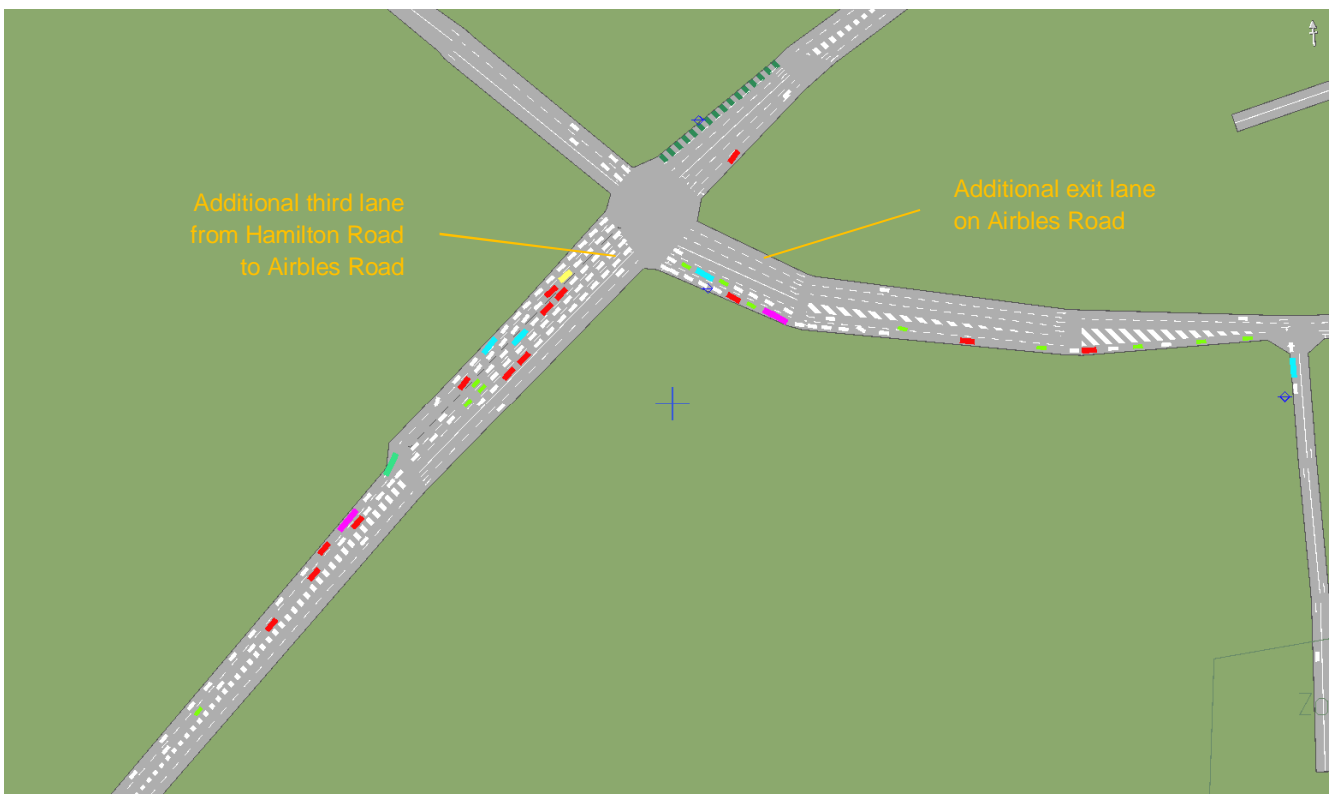 Additional third lane
from Hamilton Road
to Airbles Road
Additional exit lane
on Airbles Road